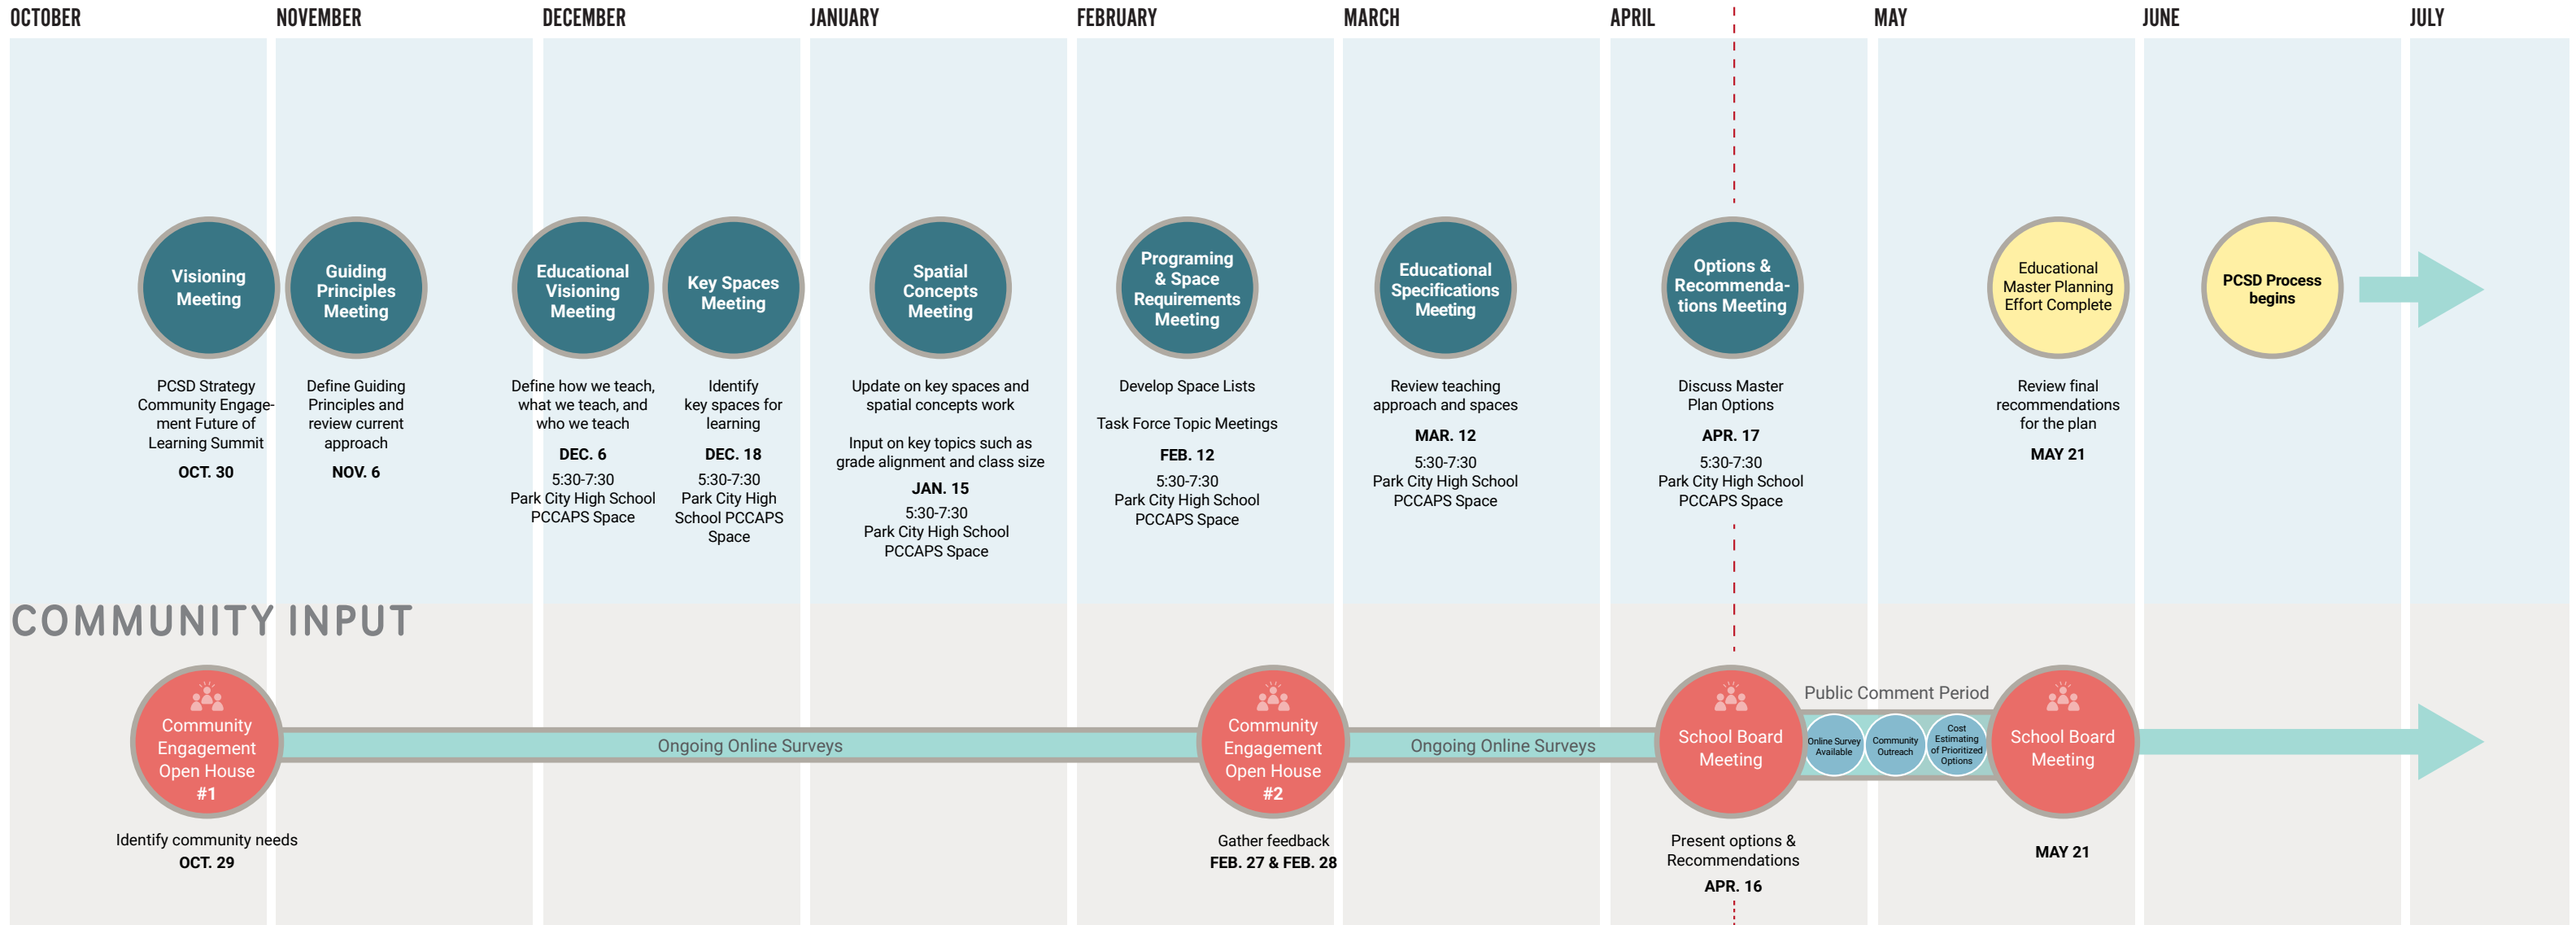 OCTOBER
NOVEMBER
DECEMBER
JANUARY
FEBRUARY
MARCH
APRIL
MAY
JUNE
JULY
Visioning
Meeting
PCSD Strategy
Community Engage-
ment Future of
Learning Summit
OCT. 30
Guiding
Principles
Meeting
Define Guiding
Principles and
review current
approach
NOV. 6
Educational
Visioning
Meeting
Define how we teach,
what we teach, and
who we teach
DEC. 6
5:30-7:30
Park City High School
PCCAPS Space
Key Spaces
Meeting
Identify
key spaces for
learning
DEC. 18
5:30-7:30
Park City High
School PCCAPS
Space
Spatial
Concepts
Meeting
Update on key spaces and
spatial concepts work
Input on key topics such as
grade alignment and class size
JAN. 15
5:30-7:30
Park City High School
PCCAPS Space
Programing
& Space
Requirements
Meeting
Develop Space Lists
Task Force Topic Meetings
FEB. 12
5:30-7:30
Park City High School
PCCAPS Space
Educational
Specifications
Meeting
Review teaching
approach and spaces
MAR. 12
5:30-7:30
Park City High School
PCCAPS Space
Options &
Recommenda-
tions Meeting
Discuss Master
Plan Options
APR. 17
5:30-7:30
Park City High School
PCCAPS Space
Educational
Master Planning
Effort Complete
Review final
recommendations
for the plan
MAY 21
PCSD Process
begins
COMMUNITY INPUT
Community
Engagement
Open House
#1
Identify community needs
OCT. 29
Ongoing Online Surveys
Community
Engagement
Open House
#2
Gather feedback
FEB. 27 & FEB. 28
Ongoing Online Surveys
School Board
Meeting
Present options &
Recommendations
APR. 16
Public Comment Period
Online Survey
Available
Community
Outreach
Cost
Estimating
of Prioritized
Options
School Board
Meeting
MAY 21